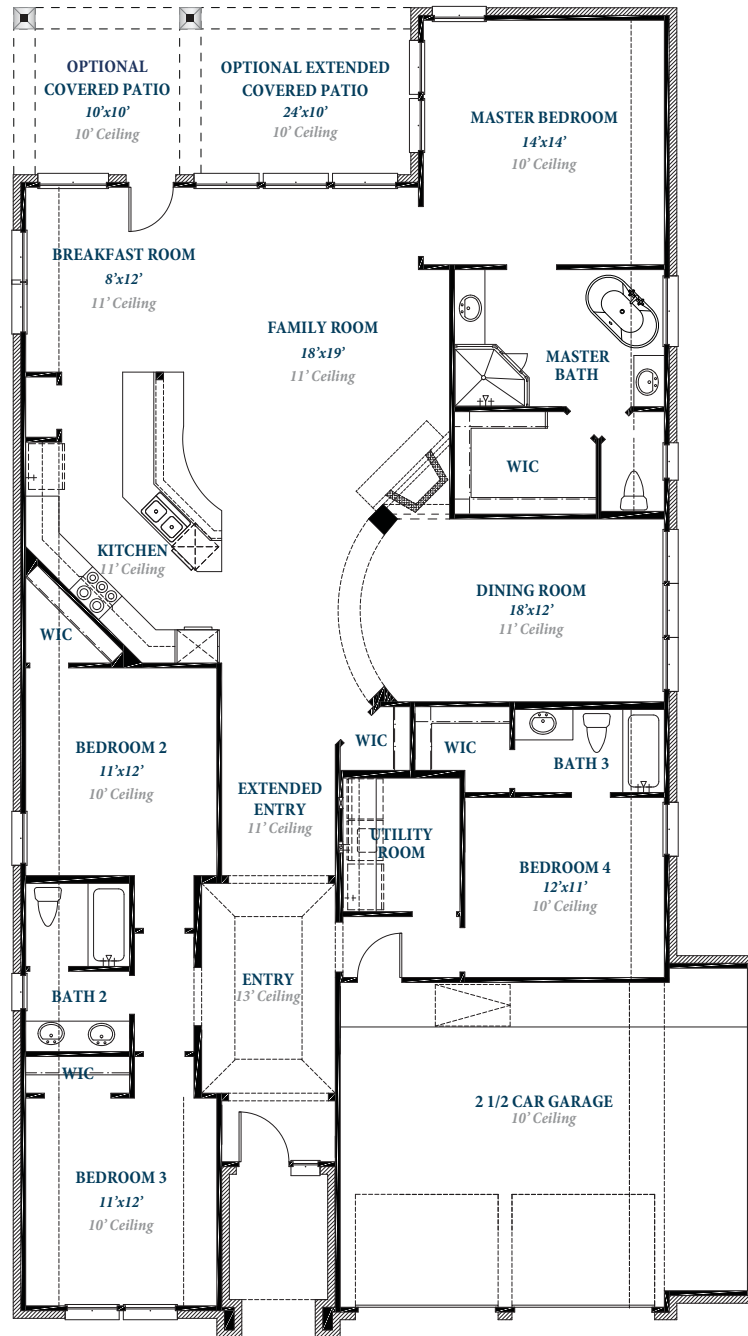 OPTIONAL
COVERED PATIO
10'x10'
10' Ceiling
OPTIONAL EXTENDED
COVERED PATIO
24'x10'
10' Ceiling
MASTER BEDROOM
14'x14'
10' Ceiling
BREAKFAST ROOM
8'x12'
11' Ceiling
FAMILY ROOM
18'x19'
11' Ceiling
MASTER
BATH
WIC
KITCHEN
11' Ceiling
DINING ROOM
18'x12'
11' Ceiling
WIC
BEDROOM 2
11'x12'
10' Ceiling
WIC
WIC
BATH 3
EXTENDED
ENTRY
11' Ceiling
UTILITY
ROOM
BEDROOM 4
12'x11'
10' Ceiling
ENTRY
13' Ceiling
BATH 2
WIC
2 1/2 CAR GARAGE
10' Ceiling
BEDROOM 3
11'x12'
10' Ceiling